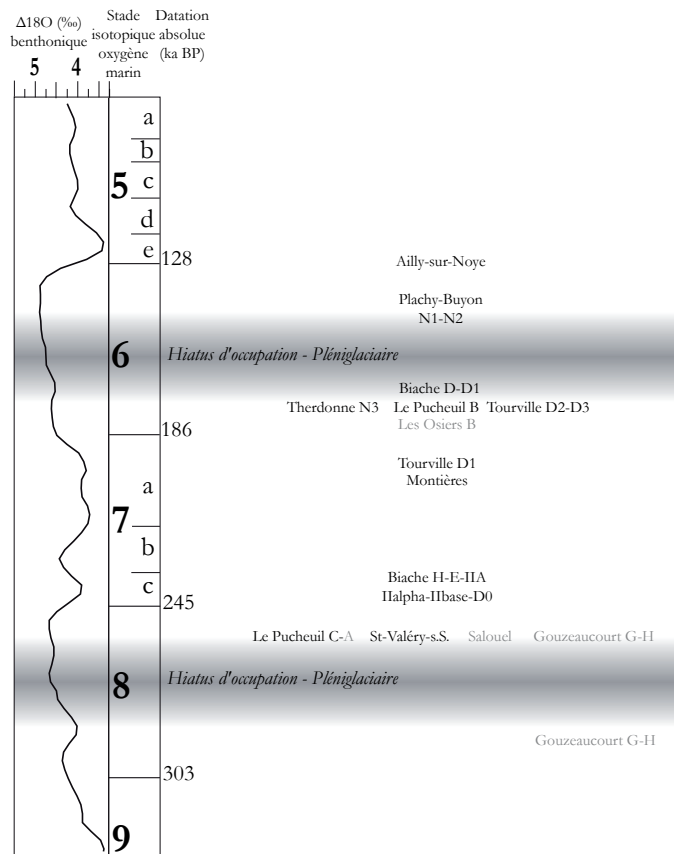 Δ18O (‰)
benthonique
Stade
isotopique
oxygène
marin
Datation
absolue
(ka BP)
5 4
a
b
5 c
d
e
128
Ailly-sur-Noye
Plachy-Buyon
N1-N2
6 Hiatus d'occupation - Pléniglaciaire
Biache D-D1
Therdonne N3 Le Pucheuil B Tourville D2-D3
Les Osiers B
186
Tourville D1
Montières
a
7
b
c
Biache H-E-IIA
IIalpha-IIbase-D0
245
Le Pucheuil C-A St-Valéry-s.S. Salouel Gouzeaucourt G-H
8 Hiatus d'occupation - Pléniglaciaire
Gouzeaucourt G-H
303
9